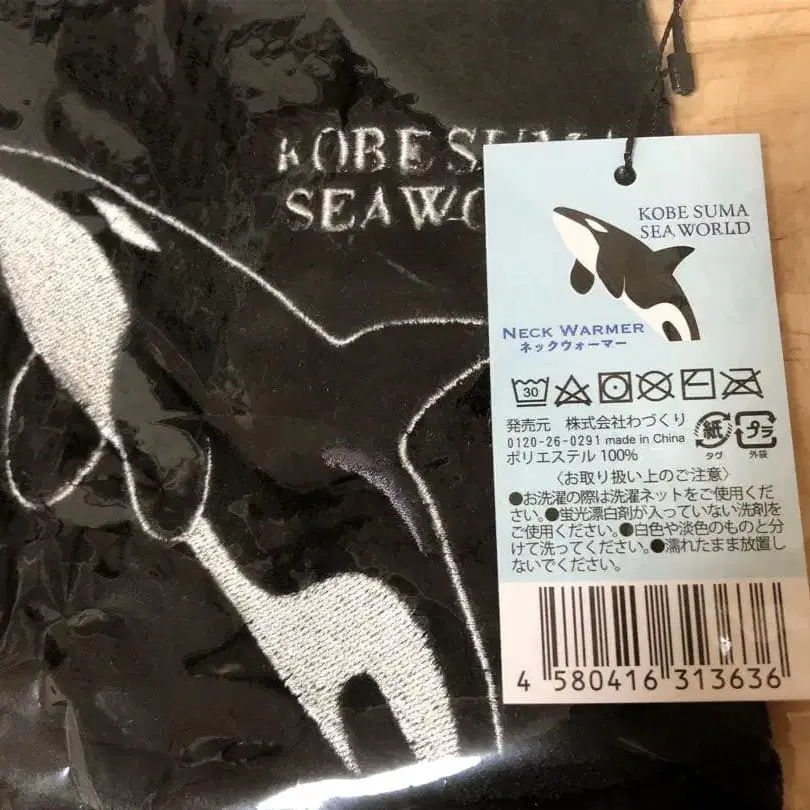 KOBE SUMA
SEA WO
KOBE SUMA
SEA WORLD
NECK WARMER
ネックウォーマー
30
発売元 株式会社わづくり
0120-26-0291 made in China
ポリエステル 100%
紙
タグ
プラ
外袋
〈お取り扱い上のご注意〉
●お洗濯の際は洗濯ネットをご使用くだ
さい。●蛍光漂白剤が入っていない洗剤を
ご使用ください。●白色や淡色のものと分
けて洗ってください。●濡れたまま放置し
ないでください。
4 580416 313636